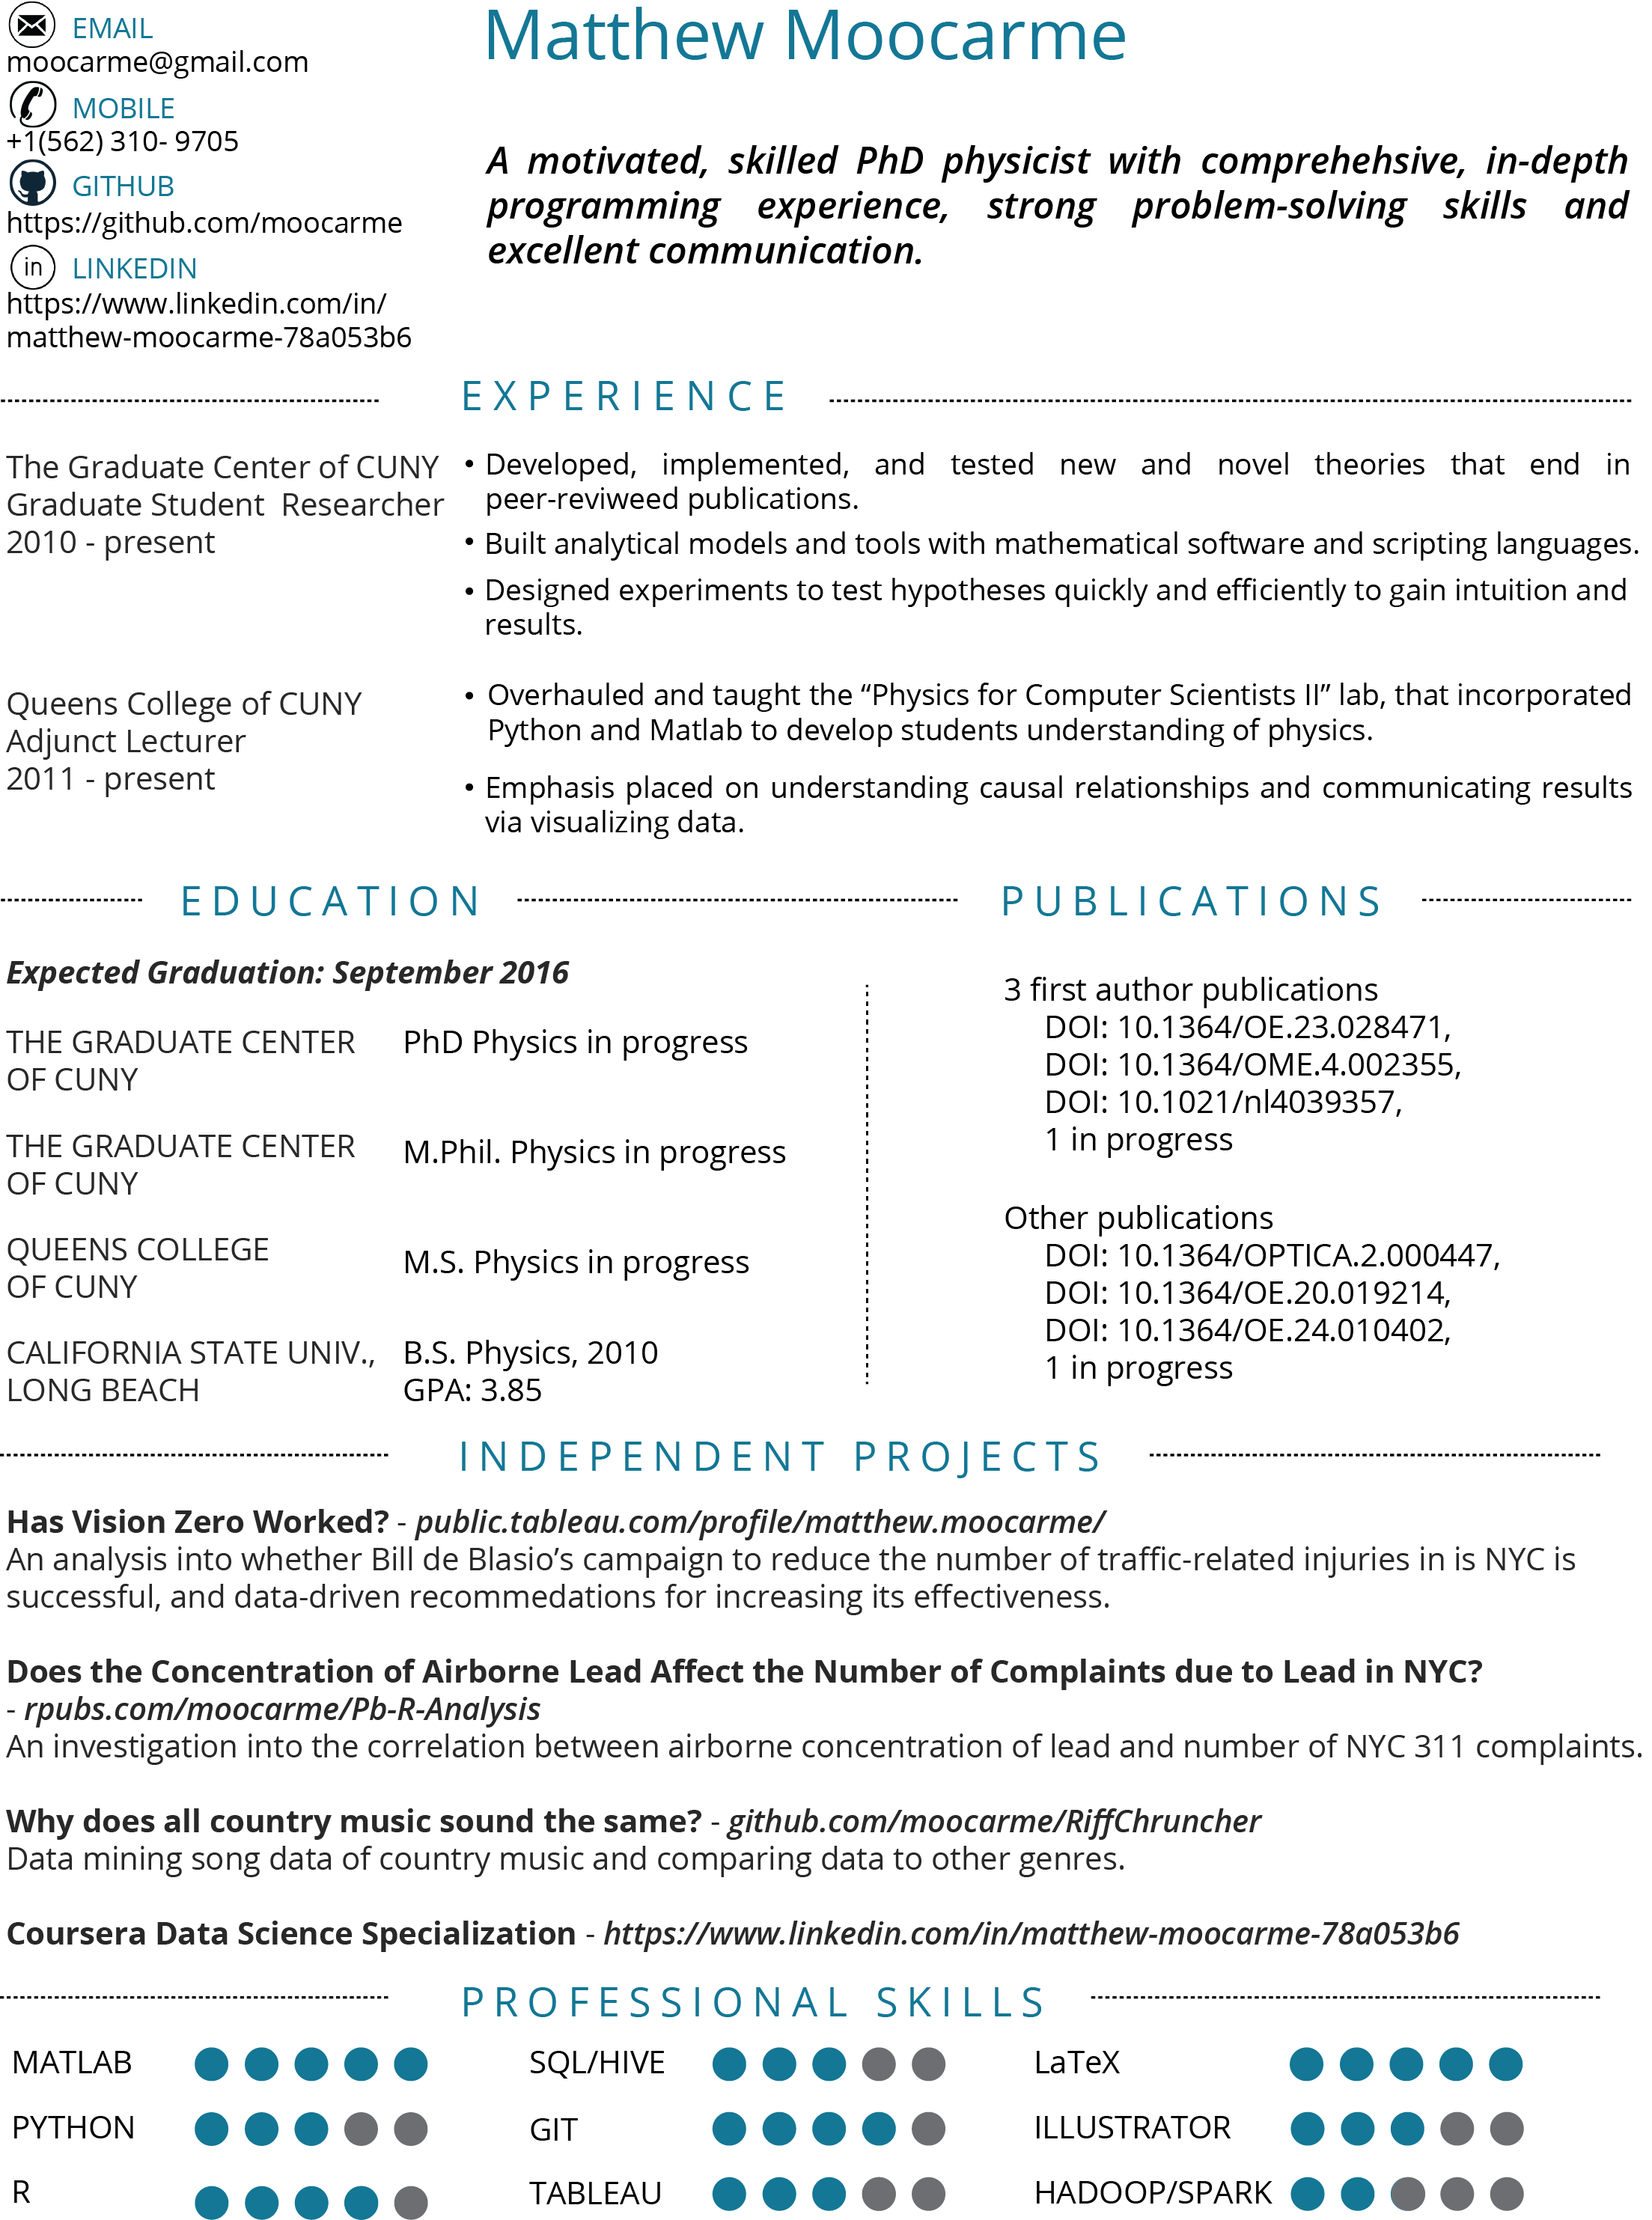 EMAIL
moocarme@gmail.com
MOBILE
+1(562) 310- 9705
GITHUB
https://github.com/moocarme
in LINKEDIN
https://www.linkedin.com/in/
matthew-moocarme-78a053b6
Matthew Moocarme
A motivated, skilled PhD physicist with comprehehsive, in-depth
programming experience, strong problem-solving skills and
excellent communication.
EXPERIENCE
The Graduate Center of CUNY
Graduate Student Researcher
2010 - present
• Developed, implemented, and tested new and novel theories that end in
peer-reviweed publications.
• Built analytical models and tools with mathematical software and scripting languages.
• Designed experiments to test hypotheses quickly and efficiently to gain intuition and
results.
Queens College of CUNY
Adjunct Lecturer
2011 - present
• Overhauled and taught the “Physics for Computer Scientists II” lab, that incorporated
Python and Matlab to develop students understanding of physics.
• Emphasis placed on understanding causal relationships and communicating results
via visualizing data.
EDUCATION
Expected Graduation: September 2016
THE GRADUATE CENTER
OF CUNY
PhD Physics in progress
THE GRADUATE CENTER
OF CUNY
M.Phil. Physics in progress
QUEENS COLLEGE
OF CUNY
M.S. Physics in progress
CALIFORNIA STATE UNIV.,
LONG BEACH
B.S. Physics, 2010
GPA: 3.85
PUBLICATIONS
3 first author publications
DOI: 10.1364/OE.23.028471,
DOI: 10.1364/OME.4.002355,
DOI: 10.1021/nl4039357,
1 in progress
Other publications
DOI: 10.1364/OPTICA.2.000447,
DOI: 10.1364/OE.20.019214,
DOI: 10.1364/OE.24.010402,
1 in progress
INDEPENDENT PROJECTS
Has Vision Zero Worked? - public.tableau.com/profile/matthew.moocarme/
An analysis into whether Bill de Blasio’s campaign to reduce the number of traffic-related injuries in is NYC is
successful, and data-driven recommedations for increasing its effectiveness.
Does the Concentration of Airborne Lead Affect the Number of Complaints due to Lead in NYC?
- rpubs.com/moocarme/Pb-R-Analysis
An investigation into the correlation between airborne concentration of lead and number of NYC 311 complaints.
Why does all country music sound the same? - github.com/moocarme/RiffChruncher
Data mining song data of country music and comparing data to other genres.
Coursera Data Science Specialization - https://www.linkedin.com/in/matthew-moocarme-78a053b6
PROFESSIONAL SKILLS
MATLAB
PYTHON
R
SQL/HIVE
GIT
TABLEAU
LaTeX
ILLUSTRATOR
HADOOP/SPARK